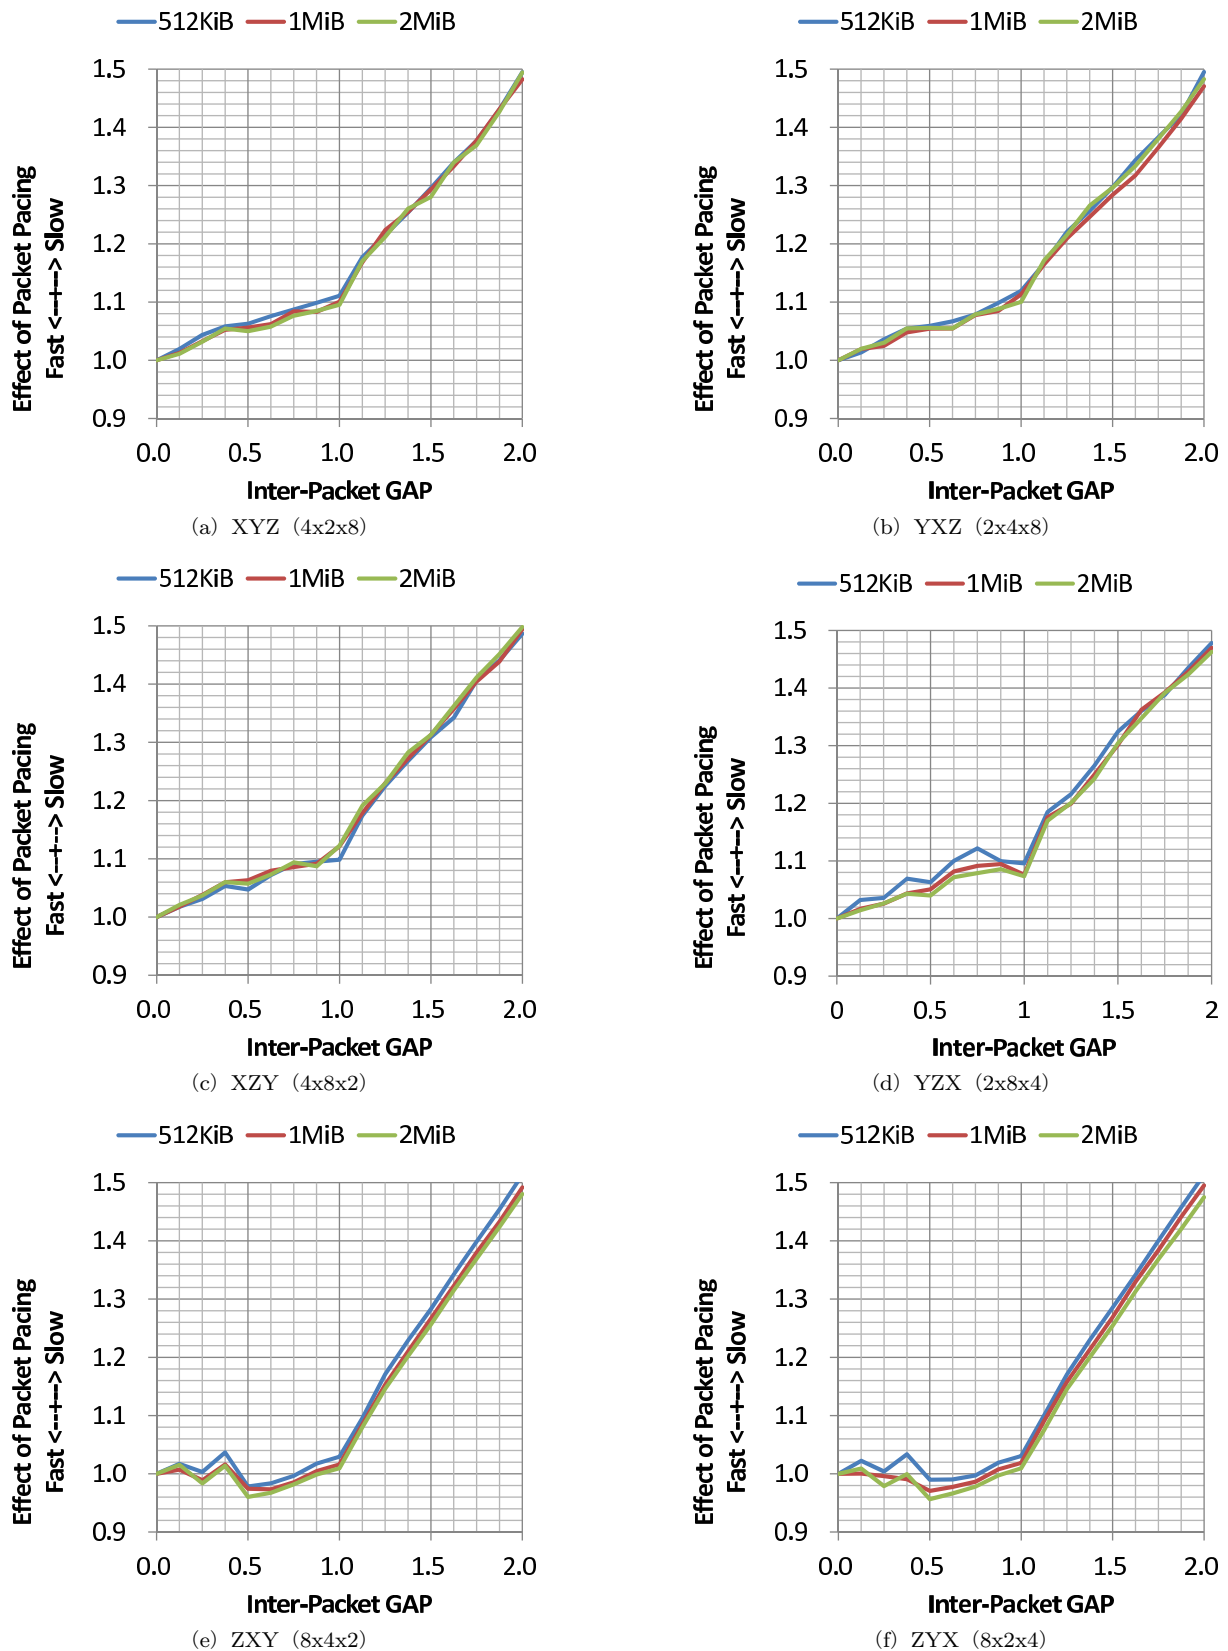 512KiB 1MiB 2MiB
1.5
1.4
1.3
1.2
1.1
1.0
0.9
Effect of Packet Pacing
Fast <--+--> Slow
0.0 0.5 1.0 1.5 2.0
Inter-Packet GAP
(a) XYZ (4x2x8)
512KiB 1MiB 2MiB
1.5
1.4
1.3
1.2
1.1
1.0
0.9
Effect of Packet Pacing
Fast <--+--> Slow
0.0 0.5 1.0 1.5 2.0
Inter-Packet GAP
(b) YXZ (2x4x8)
512KiB 1MiB 2MiB
1.5
1.4
1.3
1.2
1.1
1.0
0.9
Effect of Packet Pacing
Fast <--+--> Slow
0.0 0.5 1.0 1.5 2.0
Inter-Packet GAP
(c) XZY (4x8x2)
512KiB 1MiB 2MiB
1.5
1.4
1.3
1.2
1.1
1.0
0.9
Effect of Packet Pacing
Fast <--+--> Slow
0 0.5 1 1.5 2
Inter-Packet GAP
(d) YZX (2x8x4)
512KiB 1MiB 2MiB
1.5
1.4
1.3
1.2
1.1
1.0
0.9
Effect of Packet Pacing
Fast <--+--> Slow
0.0 0.5 1.0 1.5 2.0
Inter-Packet GAP
(e) ZXY (8x4x2)
512KiB 1MiB 2MiB
1.5
1.4
1.3
1.2
1.1
1.0
0.9
Effect of Packet Pacing
Fast <--+--> Slow
0.0 0.5 1.0 1.5 2.0
Inter-Packet GAP
(f) ZYX (8x2x4)